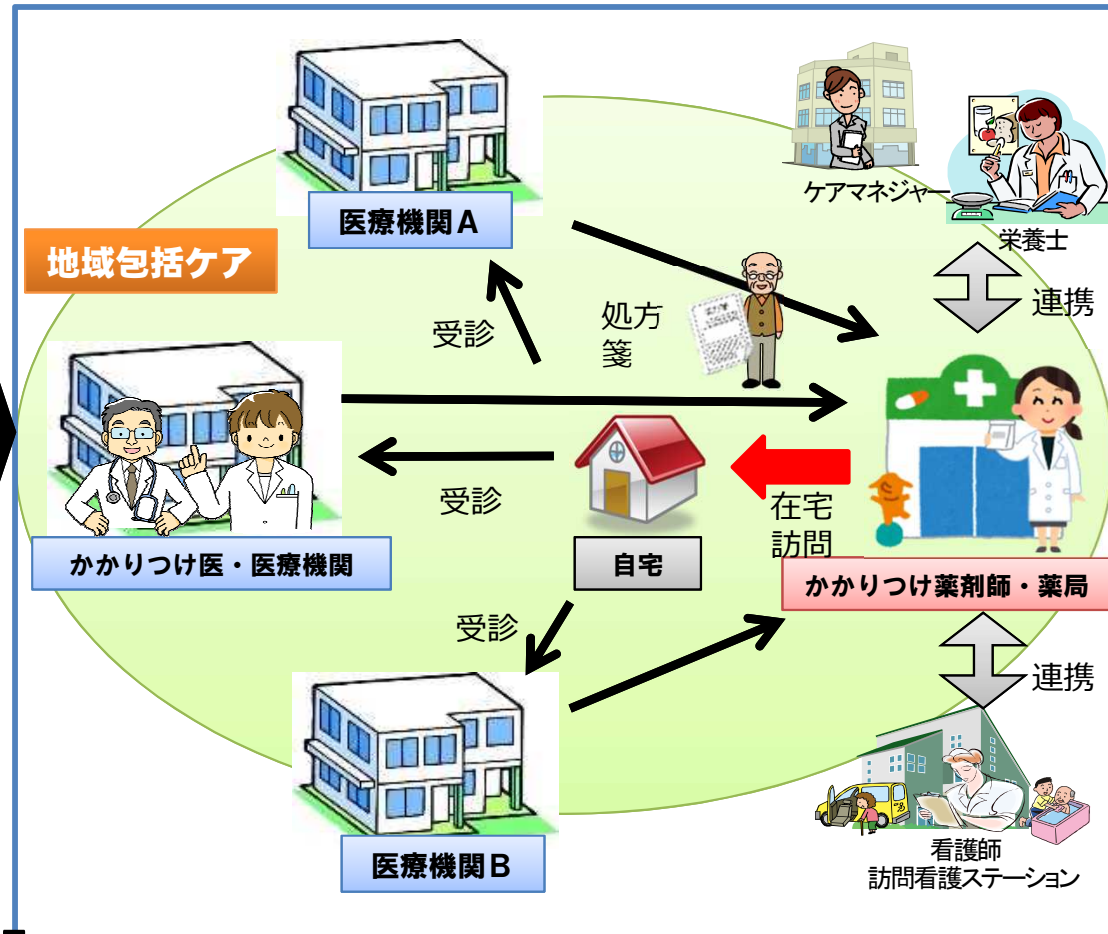 ケアマネジャー
栄養士
医療機関A
地域包括ケア
連携
受診
処方
箋
受診
在宅
訪問
かかりつけ医・医療機関
自宅
かかりつけ薬剤師・薬局
受診
連携
医療機関B
看護師
訪問看護ステーション